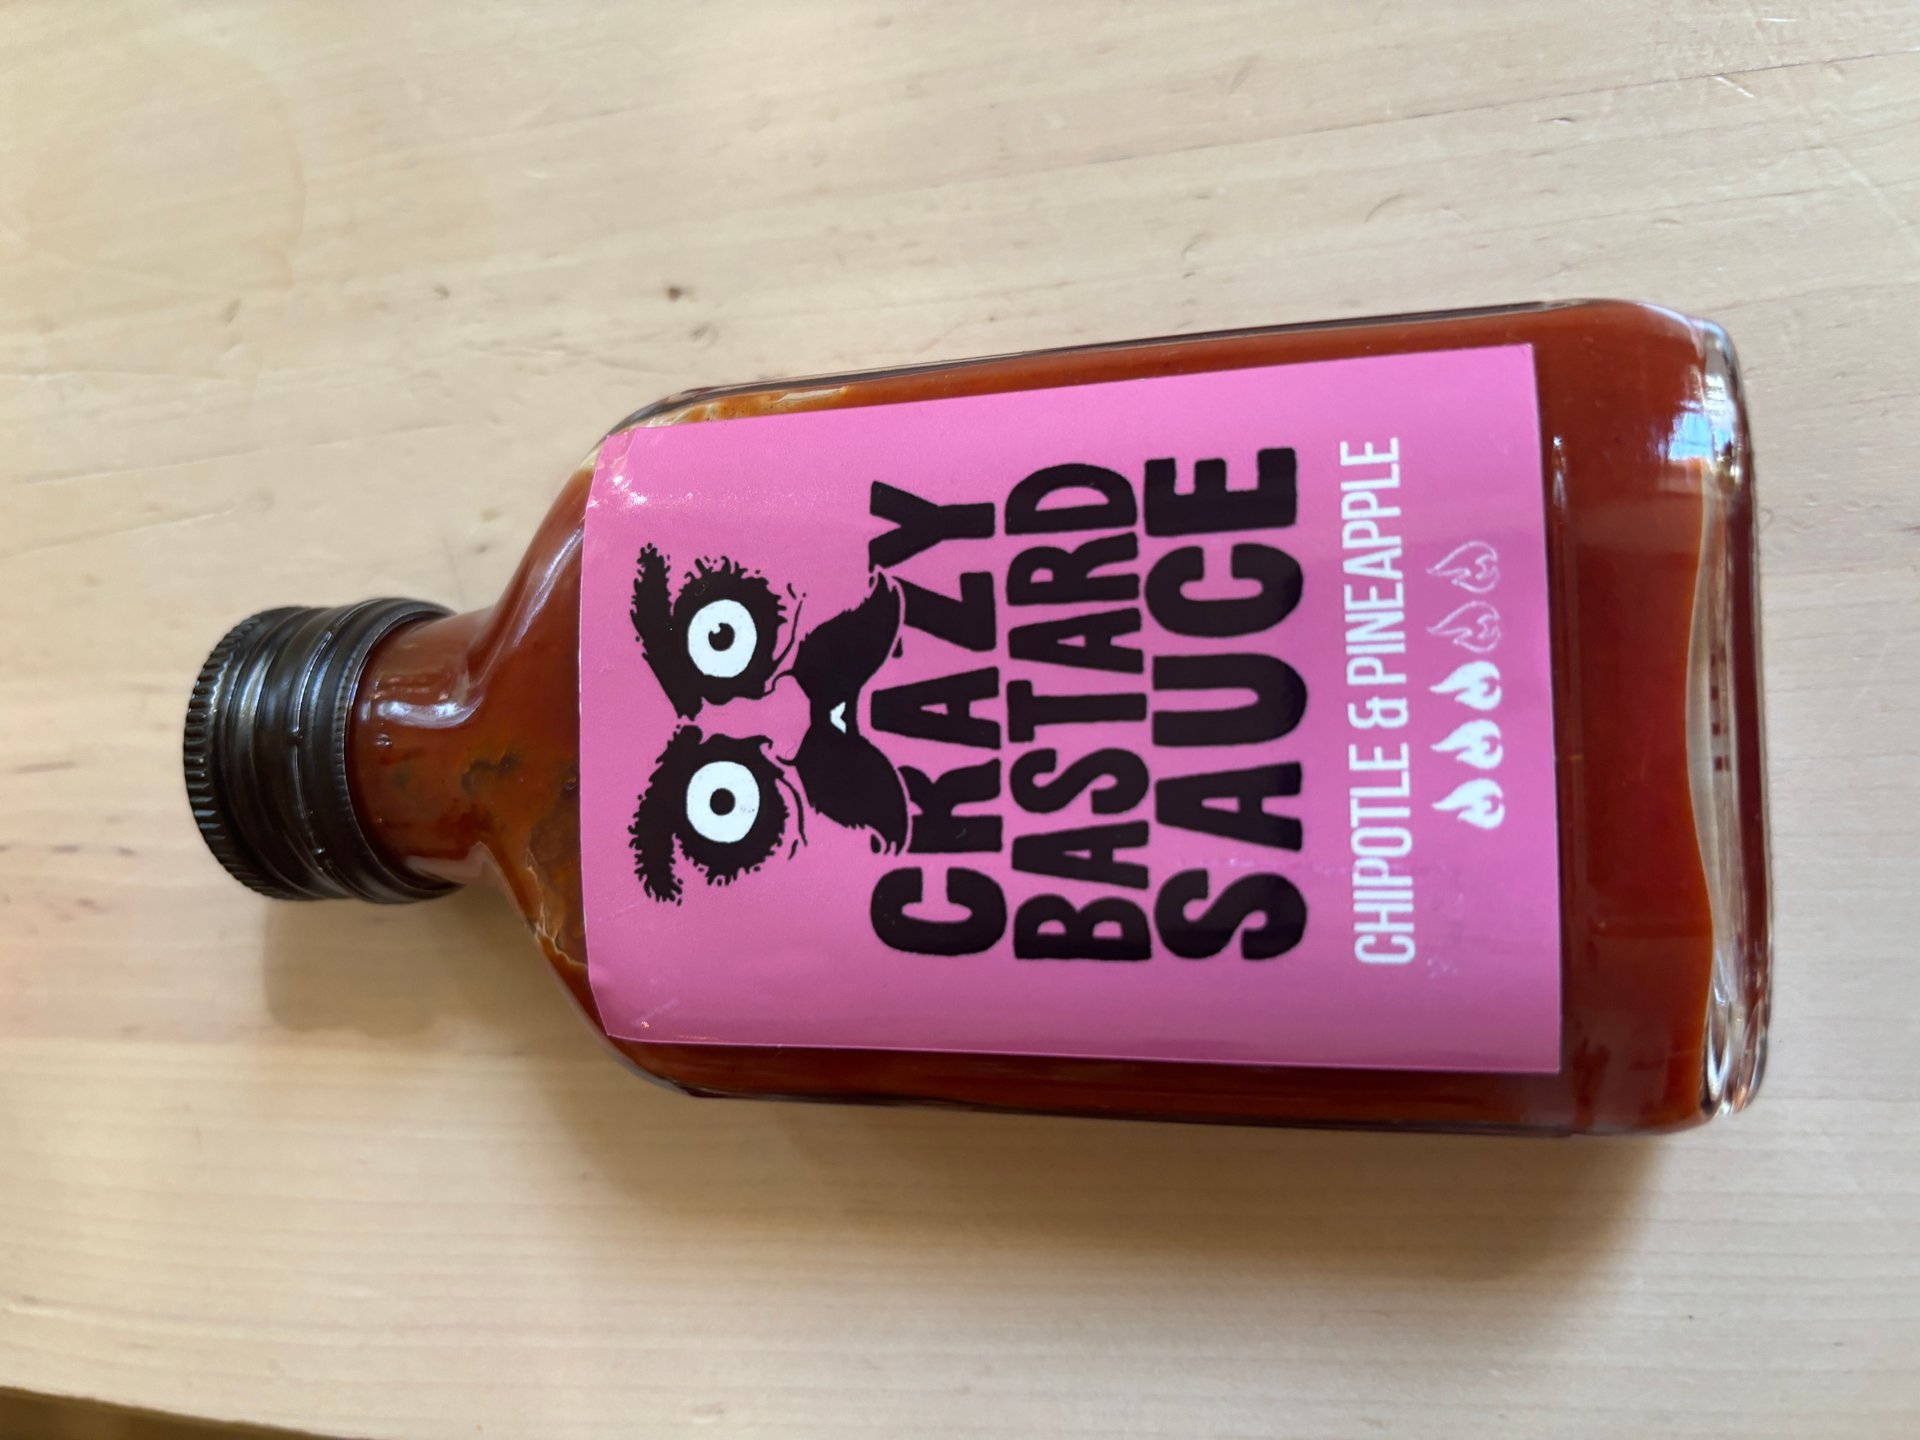 CRAZY
BASTARD
SAUCE
CHIPOTLE & PINEAPPLE